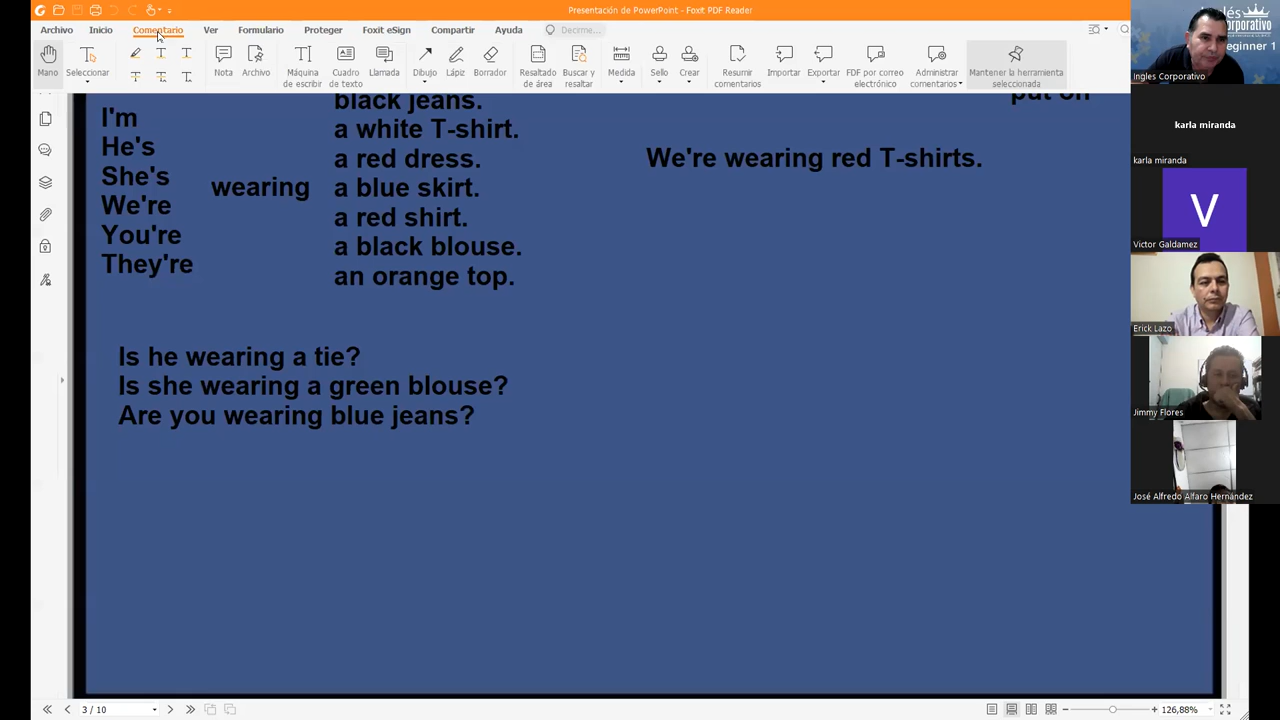 Presentación de PowerPoint - Foxit PDF Reader
Archivo Inicio Comentario Ver Formulario Proteger Foxit eSign Compartir Ayuda Decirme...
Mano Seleccionar Nota Archivo Máquina de escribir Cuadro de texto Llamada Dibujo Lápiz Borrador Resaltado de área Buscar y resaltar Medida Sello Crear Resumir comentarios Importar Exportar PDF por correo electrónico Administrar comentarios Mantener la herramienta seleccionada
black jeans.
put on
I'm
a white T-shirt.
He's
a red dress.
We're wearing red T-shirts.
She's
wearing
a blue skirt.
We're
a red shirt.
You're
a black blouse.
They're
an orange top.
Is he wearing a tie?
Is she wearing a green blouse?
Are you wearing blue jeans?
Inglés
Corporativo
Beginner 1
Ingles Corporativo
karla miranda
karla miranda
V
Victor Galdamez
Erick Lazo
Jimmy Flores
José Alfredo Alfaro Hernández
3 / 10
126,88%